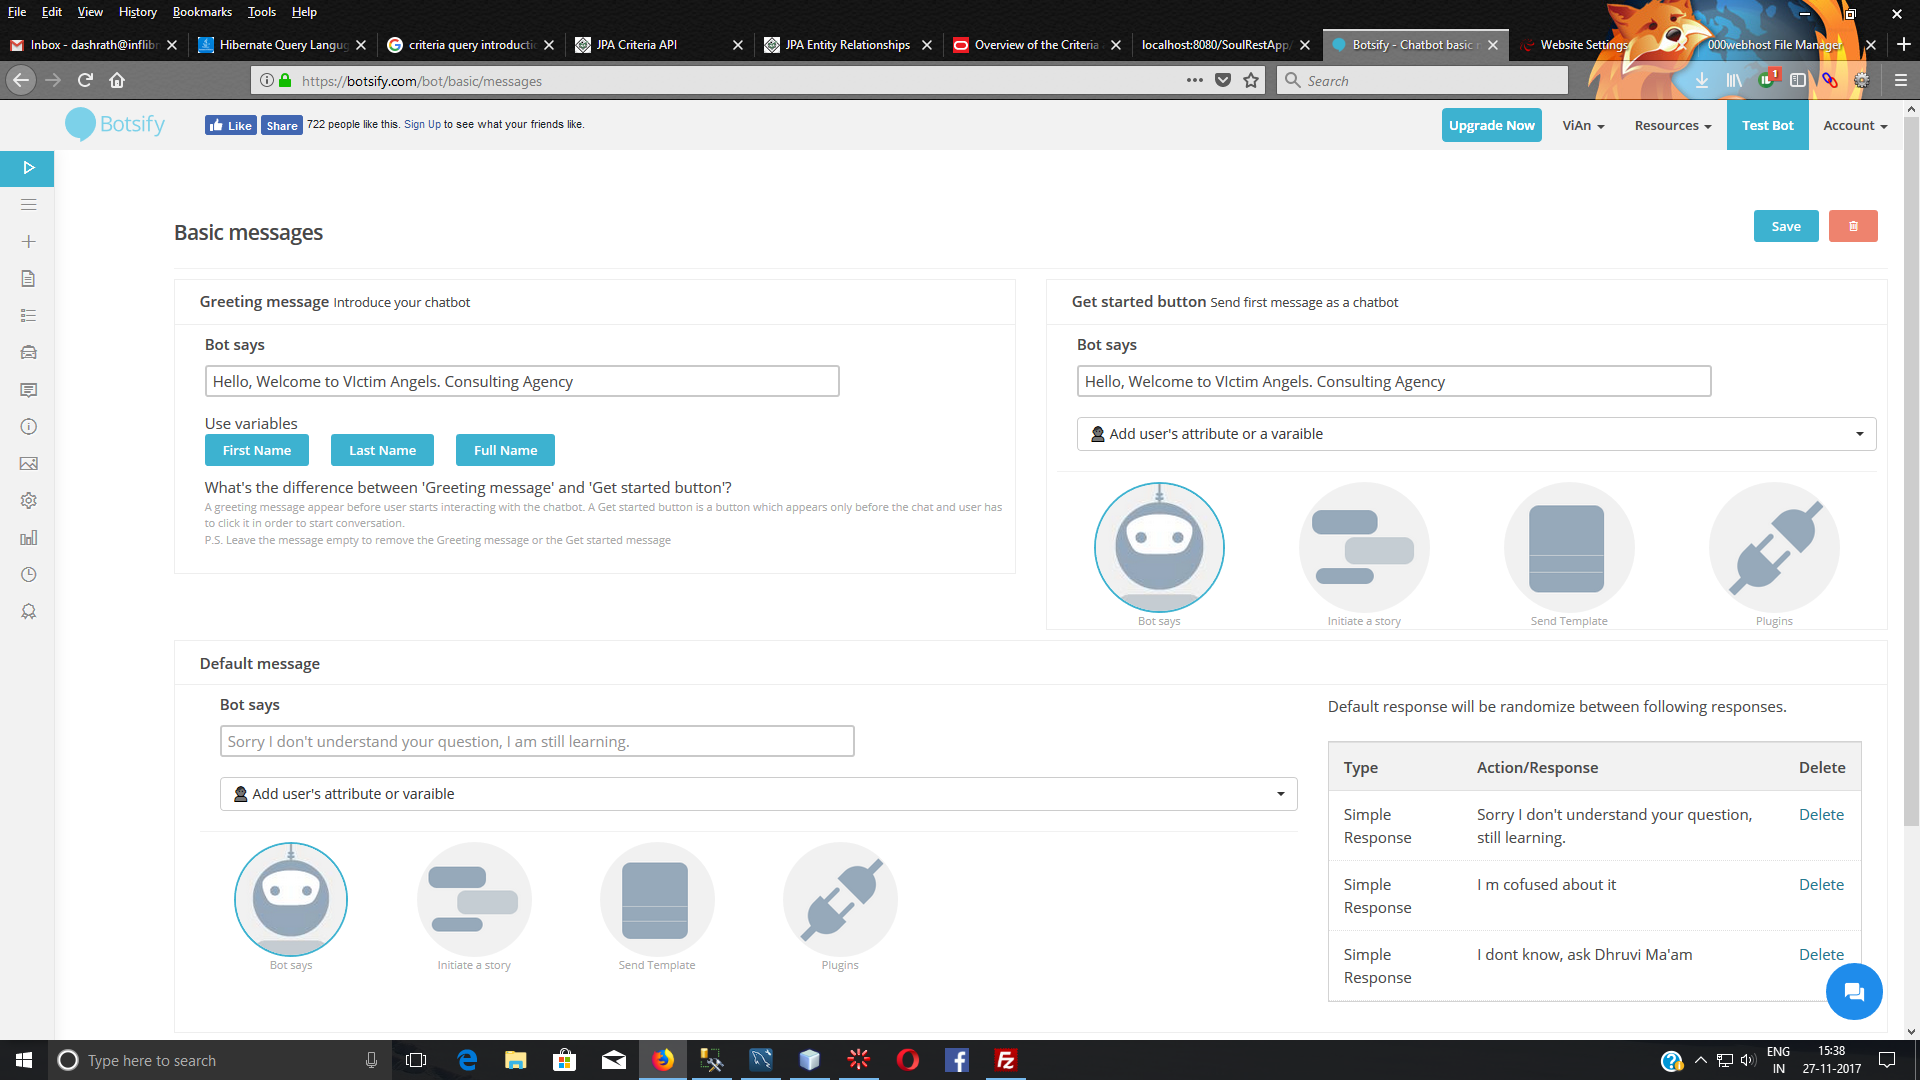 File Edit View History Bookmarks Tools Help
Inbox - dashrath@inflibn
Hibernate Query Langua
criteria query introductio
JPA Criteria API
JPA Entity Relationships
Overview of the Criteria
localhost:8080/SoulRestApp/
Botsify - Chatbot basic m
Website Settings
000webhost File Manager
https://botsify.com/bot/basic/messages
Search
1
Botsify
Like Share 722 people like this. Sign Up to see what your friends like.
Upgrade Now ViAn Resources Test Bot Account
Basic messages
Save
Greeting message Introduce your chatbot
Bot says
Hello, Welcome to VIctim Angels. Consulting Agency
Use variables
First Name Last Name Full Name
What's the difference between 'Greeting message' and 'Get started button'?
A greeting message appear before user starts interacting with the chatbot. A Get started button is a button which appears only before the chat and user has
to click it in order to start conversation.
P.S. Leave the message empty to remove the Greeting message or the Get started message
Get started button Send first message as a chatbot
Bot says
Hello, Welcome to VIctim Angels. Consulting Agency
Add user's attribute or a varaible
Bot says Initiate a story Send Template Plugins
Default message
Bot says
Sorry I don't understand your question, I am still learning.
Add user's attribute or varaible
Bot says Initiate a story Send Template Plugins
Default response will be randomize between following responses.
Type Action/Response Delete
Simple Response Sorry I don't understand your question, still learning. Delete
Simple Response I m cofused about it Delete
Simple Response I dont know, ask Dhruvi Ma'am Delete
Type here to search
ENG
IN
15:38
27-11-2017